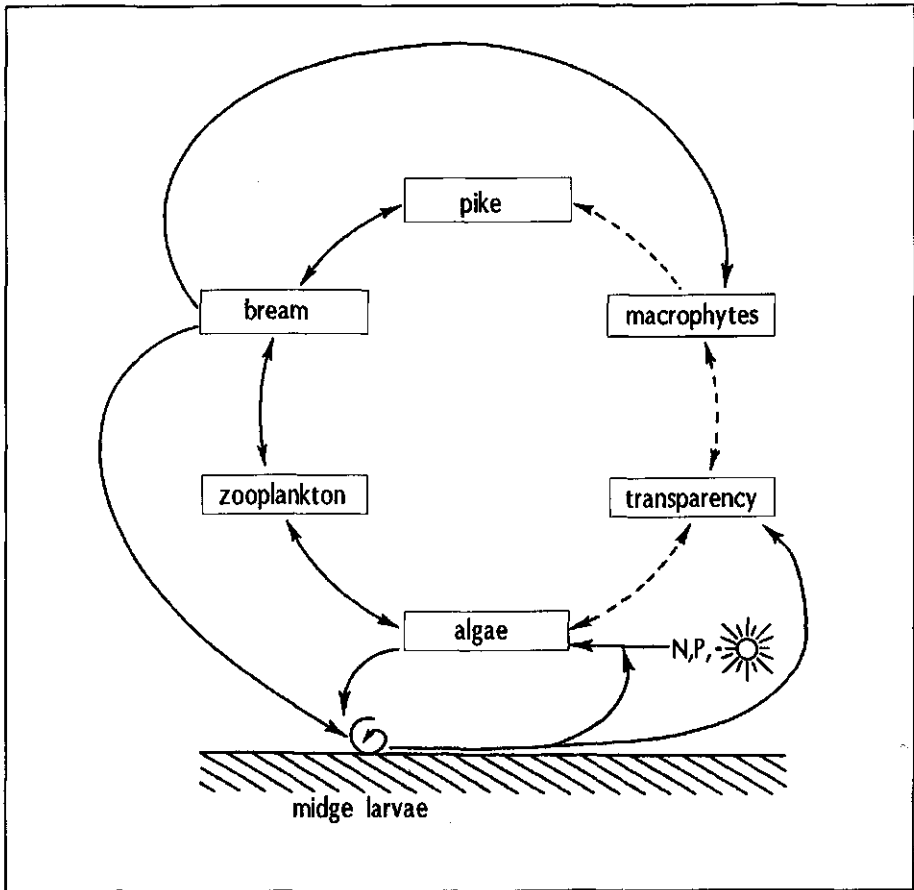 pike
bream
macrophytes
zooplankton
transparency
algae
N,P,
midge larvae